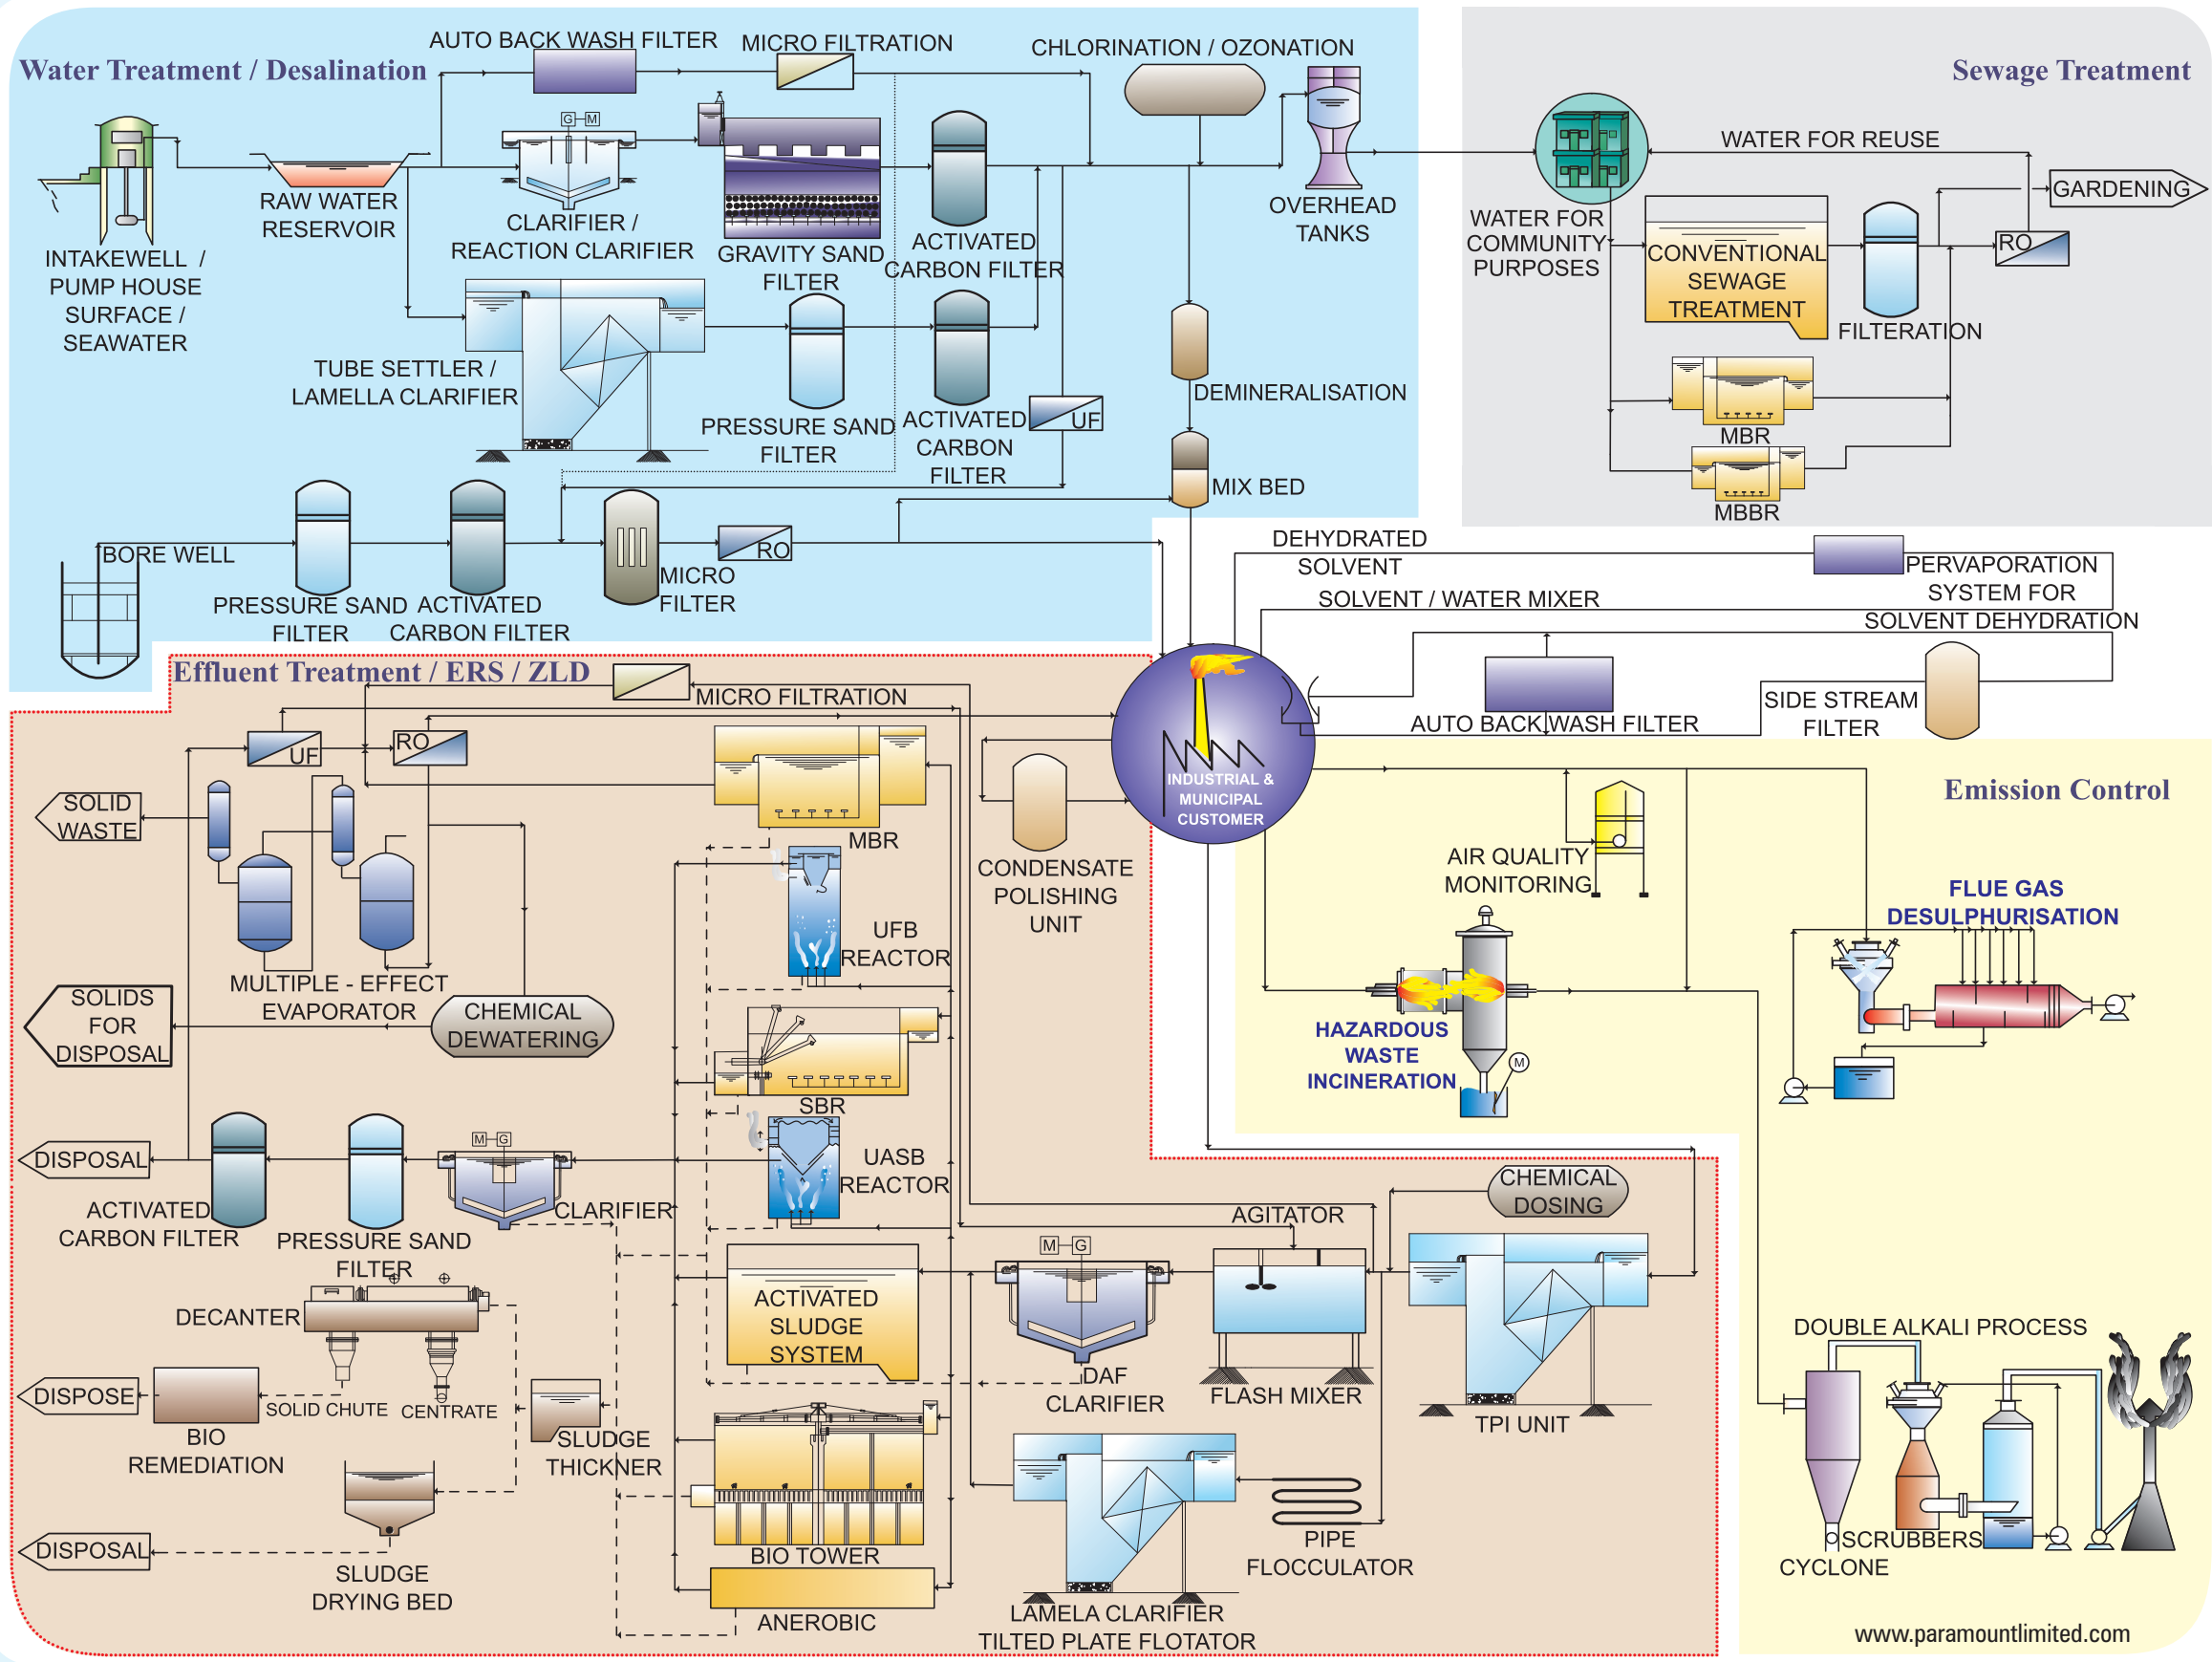 Water Treatment / Desalination
AUTO BACK WASH FILTER
MICRO FILTRATION
CHLORINATION / OZONATION
G
M
INTAKEWELL /
PUMP HOUSE
SURFACE /
SEAWATER
RAW WATER
RESERVOIR
CLARIFIER /
REACTION CLARIFIER
GRAVITY SAND
FILTER
ACTIVATED
CARBON FILTER
OVERHEAD
TANKS
TUBE SETTLER /
LAMELLA CLARIFIER
PRESSURE SAND
FILTER
ACTIVATED
CARBON
FILTER
UF
DEMINERALISATION
MIX BED
BORE WELL
PRESSURE SAND
FILTER
ACTIVATED
CARBON FILTER
MICRO
FILTER
RO
Sewage Treatment
WATER FOR REUSE
GARDENING
WATER FOR
COMMUNITY
PURPOSES
CONVENTIONAL
SEWAGE
TREATMENT
FILTERATION
RO
MBR
MBBR
DEHYDRATED
SOLVENT
PERVAPORATION
SYSTEM FOR
SOLVENT / WATER MIXER
SOLVENT DEHYDRATION
AUTO BACK WASH FILTER
SIDE STREAM
FILTER
INDUSTRIAL &
MUNICIPAL
CUSTOMER
Effluent Treatment / ERS / ZLD
MICRO FILTRATION
UF
RO
SOLID
WASTE
MBR
CONDENSATE
POLISHING
UNIT
UFB
REACTOR
MULTIPLE - EFFECT
EVAPORATOR
SOLIDS
FOR
DISPOSAL
CHEMICAL
DEWATERING
SBR
M
G
DISPOSAL
UASB
REACTOR
ACTIVATED
CARBON FILTER
PRESSURE SAND
FILTER
CLARIFIER
CHEMICAL
DOSING
AGITATOR
M
G
ACTIVATED
SLUDGE
SYSTEM
DAF
CLARIFIER
FLASH MIXER
TPI UNIT
DECANTER
DISPOSE
SOLID CHUTE
CENTRATE
BIO
REMEDIATION
SLUDGE
THICKNER
DISPOSAL
SLUDGE
DRYING BED
BIO TOWER
ANEROBIC
PIPE
FLOCCULATOR
LAMELA CLARIFIER
TILTED PLATE FLOTATOR
Emission Control
AIR QUALITY
MONITORING
FLUE GAS
DESULPHURISATION
HAZARDOUS
WASTE
INCINERATION
M
DOUBLE ALKALI PROCESS
SCRUBBERS
CYCLONE
www.paramountlimited.com